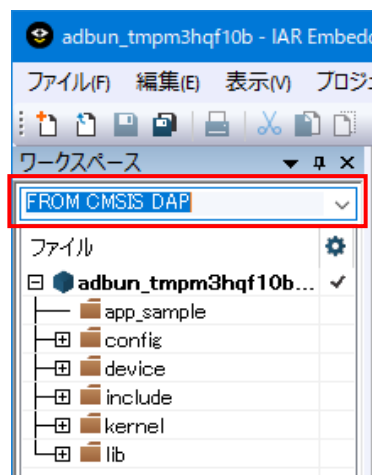 adbun_tmpm3hqf10b - IAR Embedd
ファイル(F) 編集(E) 表示(V) プロジ
ワークスペース
FROM CMSIS DAP
ファイル
adbun_tmpm3hqf10b...
app_sample
config
device
include
kernel
lib